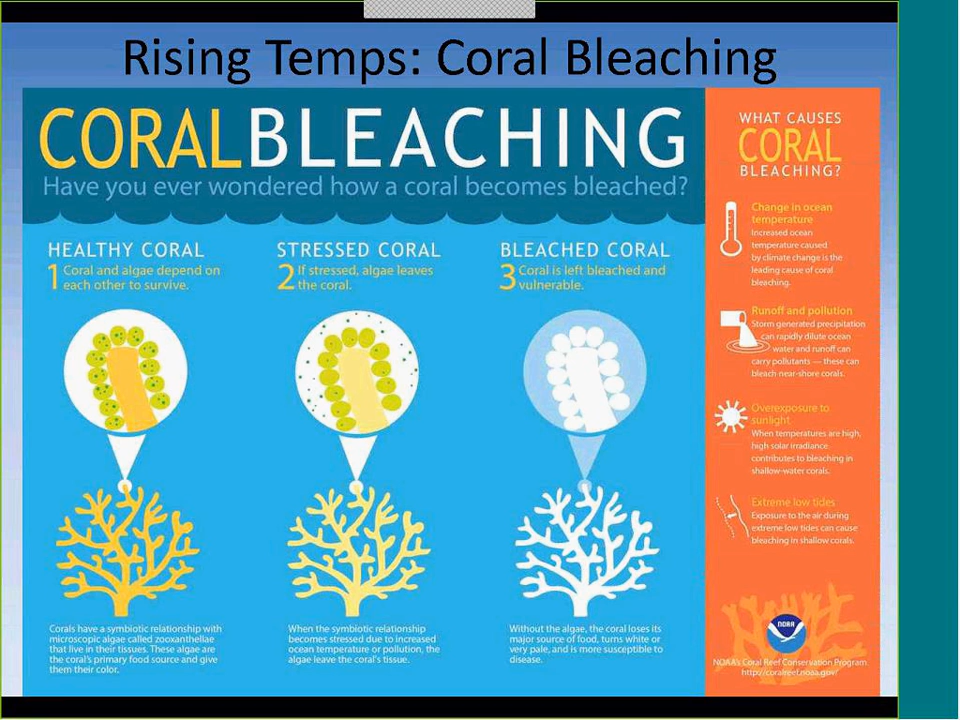 Rising Temps: Coral Bleaching
CORALBLEACHING
Have you ever wondered how a coral becomes bleached?
HEALTHY CORAL
1 Coral and algae depend on
each other to survive.
Corals have a symbiotic relationship with
microscopic algae called zooxanthellae
that live in their tissues. These algae are
the coral's primary food source and give
them their color.
STRESSED CORAL
2 If stressed, algae leaves
the coral.
When the symbiotic relationship
becomes stressed due to increased
ocean temperature or pollution, the
algae leave the coral's tissue.
BLEACHED CORAL
3 Coral is left bleached and
vulnerable.
Without the algae, the coral loses its
major source of food, turns white or
very pale, and is more susceptible to
disease.
WHAT CAUSES
CORAL
BLEACHING?
Change in ocean
temperature
Increased ocean
temperature caused
by climate change is the
leading cause of coral
bleaching.
Runoff and pollution
Storm generated precipitation
can rapidly dilute ocean
water and runoff can
carry pollutants — these can
bleach near-shore corals.
Overexposure to
sunlight
When temperatures are high,
high solar irradiance
contributes to bleaching in
shallow-water corals.
Extreme low tides
Exposure to the air during
extreme low tides can cause
bleaching in shallow corals.
NOAA
NOAA's Coral Reef Conservation Program
http://coralreef.noaa.gov/